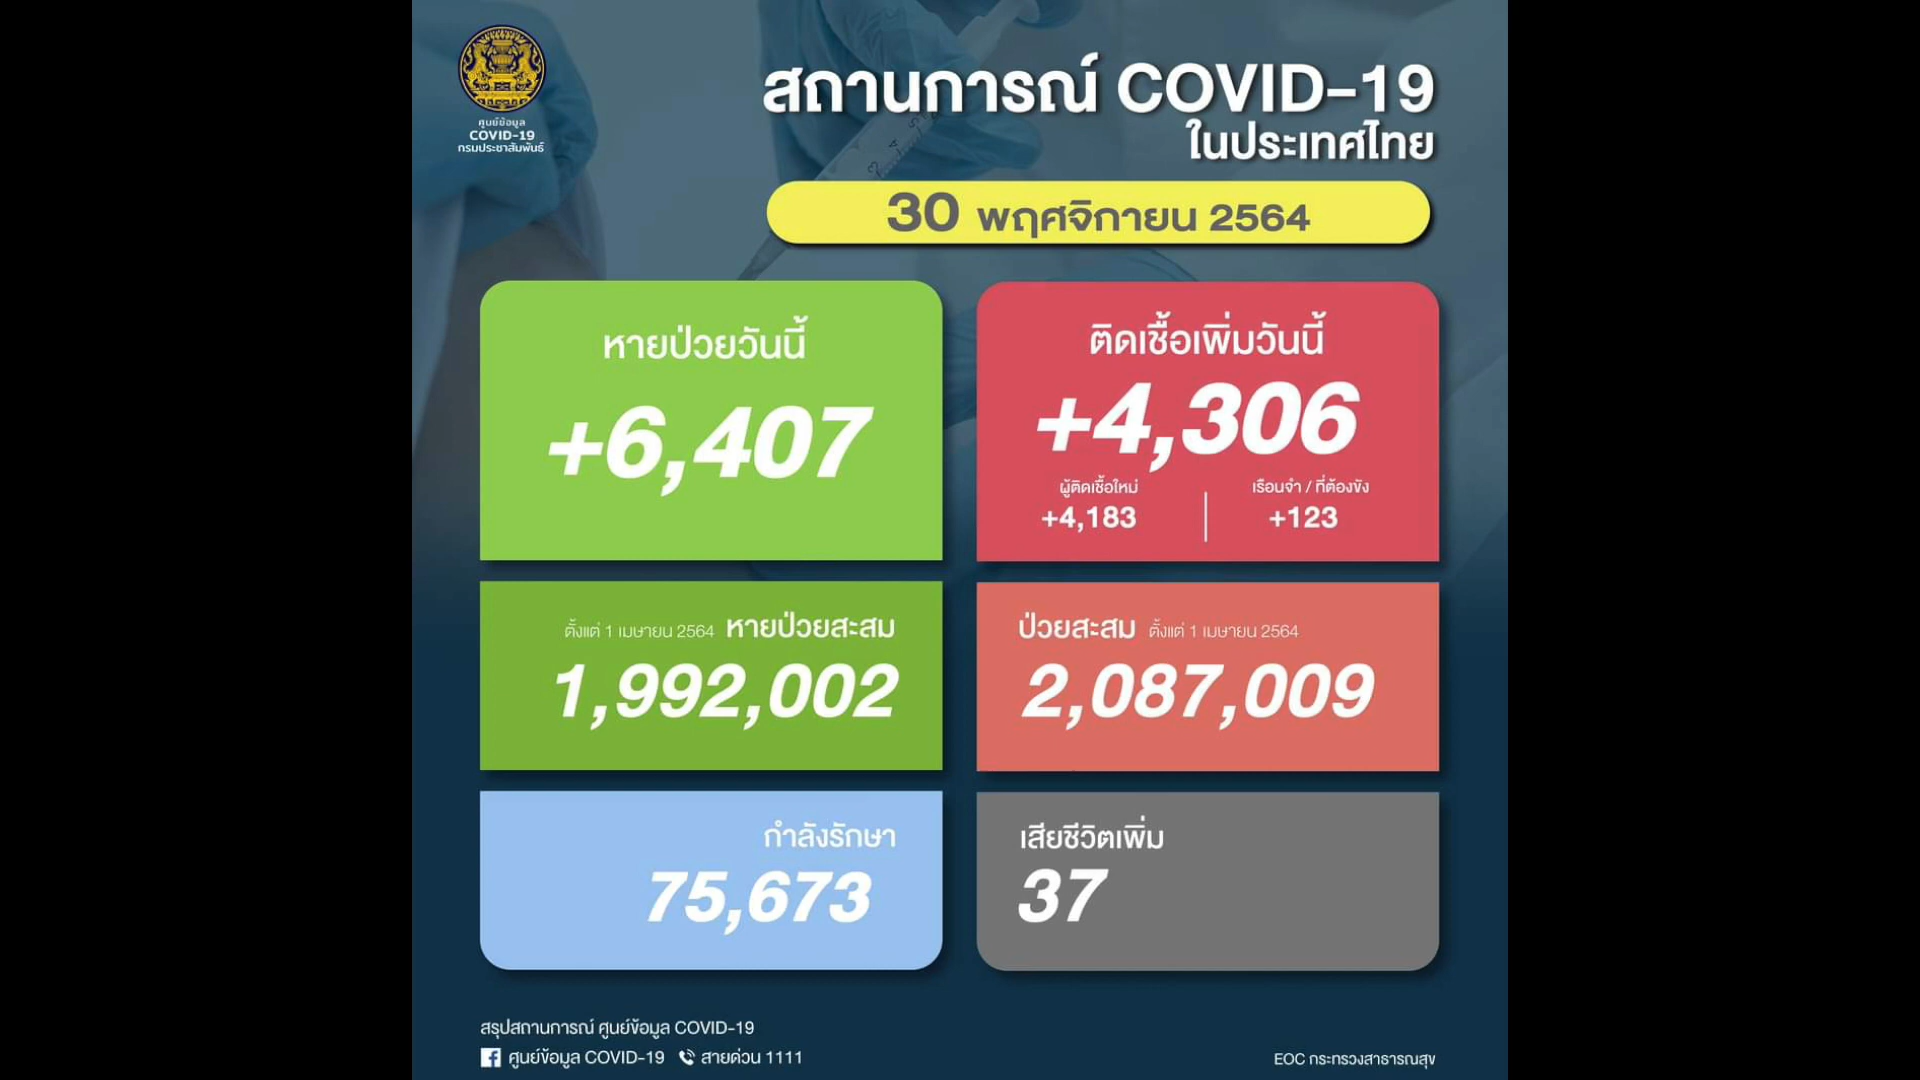 ศูนย์ข้อมูล
COVID-19
กรมประชาสัมพันธ์
สถานการณ์ COVID-19
ในประเทศไทย
30 พฤศจิกายน 2564
หายป่วยวันนี้
+6,407
ติดเชื้อเพิ่มวันนี้
+4,306
ผู้ติดเชื้อใหม่
+4,183
เรือนจำ / ที่ต้องขัง
+123
ตั้งแต่ 1 เมษายน 2564 หายป่วยสะสม
1,992,002
ป่วยสะสม ตั้งแต่ 1 เมษายน 2564
2,087,009
กำลังรักษา
75,673
เสียชีวิตเพิ่ม
37
สรุปสถานการณ์ ศูนย์ข้อมูล COVID-19
ศูนย์ข้อมูล COVID-19 สายด่วน 1111
EOC กระทรวงสาธารณสุข